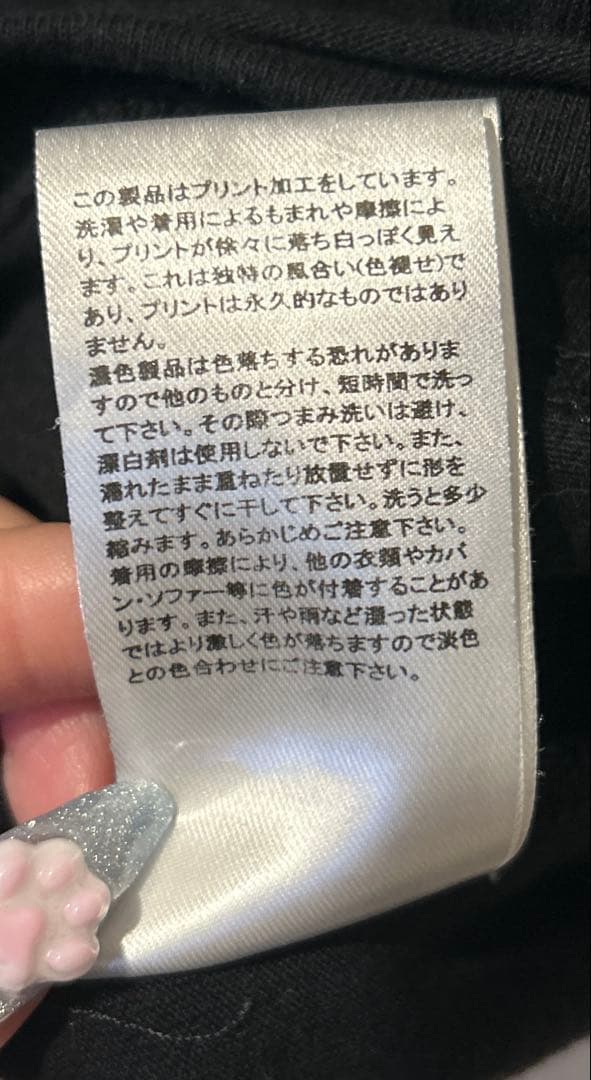 この製品はプリント加工をしています。
洗濯や着用によるもまれや摩擦によ
り、プリントが徐々に落ち白っぽく見え
ます。これは独特の風合い(色褪せ)で
あり、プリントは永久的なものではあり
ません。
濃色製品は色落ちする恐れがありま
すので他のものと分け、短時間で洗っ
て下さい。その際つまみ洗いは避け、
漂白剤は使用しないで下さい。また、
濡れたまま重ねたり放置せずに形を
整えてすぐに干して下さい。洗うと多少
縮みます。あらかじめご注意下さい。
着用の摩擦により、他の衣類やカバ
ン・ソファー等に色が付着することがあ
ります。また、汗や雨など湿った状態
ではより激しく色が落ちますので淡色
との色合わせにご注意下さい。